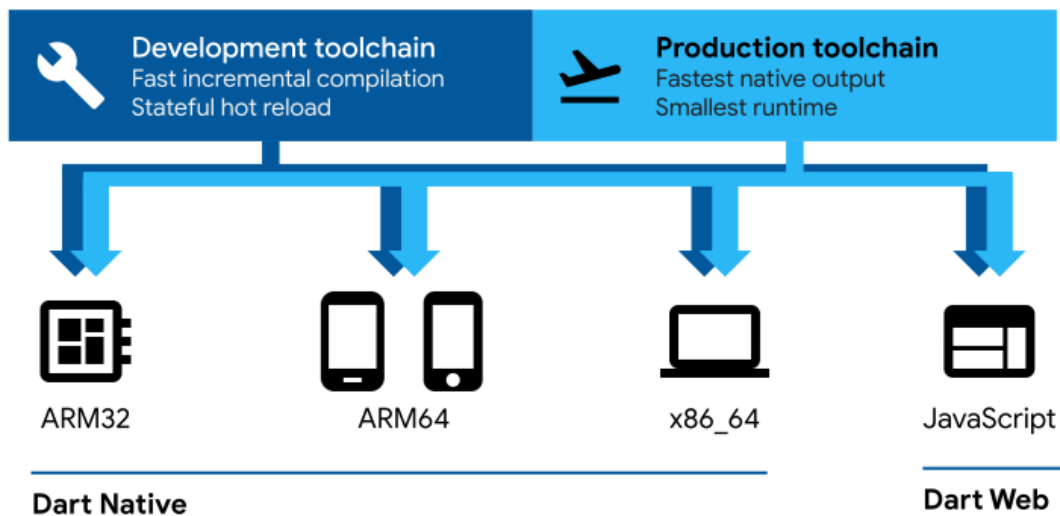 Development toolchain
Fast incremental compilation
Stateful hot reload
Production toolchain
Fastest native output
Smallest runtime
ARM32
ARM64
x86_64
JavaScript
Dart Native
Dart Web